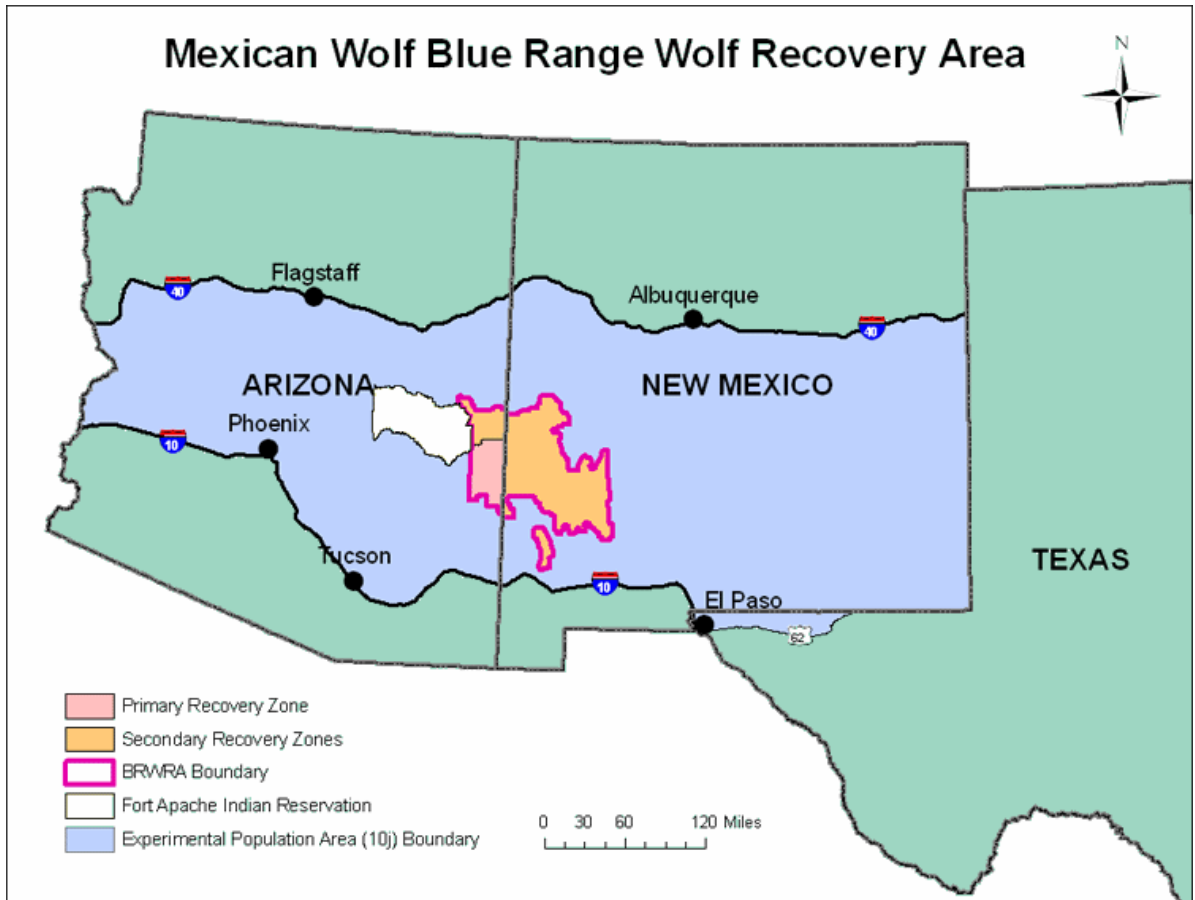 Mexican Wolf Blue Range Wolf Recovery Area
N
Flagstaff
40
Albuquerque
40
ARIZONA
NEW MEXICO
Phoenix
10
Tucson
TEXAS
10
El Paso
62
Primary Recovery Zone
Secondary Recovery Zones
BRWRA Boundary
Fort Apache Indian Reservation
Experimental Population Area (10j) Boundary
0 30 60 120 Miles